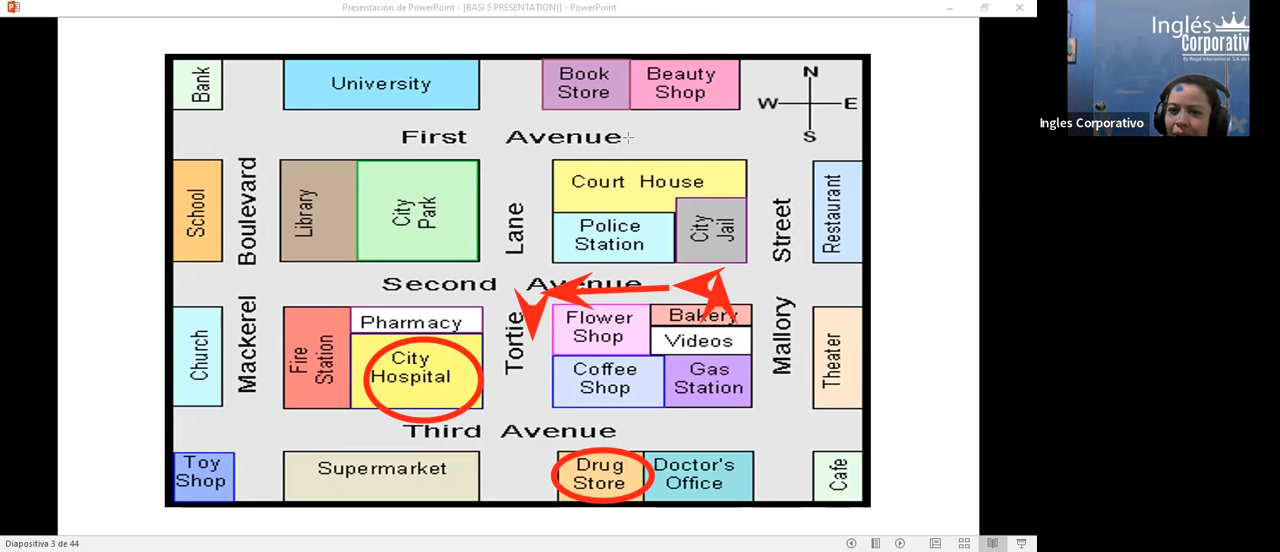 Presentación de PowerPoint - [BASI 5 PRESENTATION)] - PowerPoint
Inglés
Corporativo
Ingles Corporativo
Bank
University
Book
Store
Beauty
Shop
N
W
E
S
First Avenue
School
Boulevard
Library
City
Park
Lane
Court House
Police
Station
City
Jail
Street
Restaurant
Second Avenue
Church
Mackerel
Fire
Station
Pharmacy
City
Hospital
Tortie
Flower
Shop
Bakery
Videos
Coffee
Shop
Gas
Station
Mallory
Theater
Third Avenue
Toy
Shop
Supermarket
Drug
Store
Doctor's
Office
Cafe
Diapositiva 3 de 44